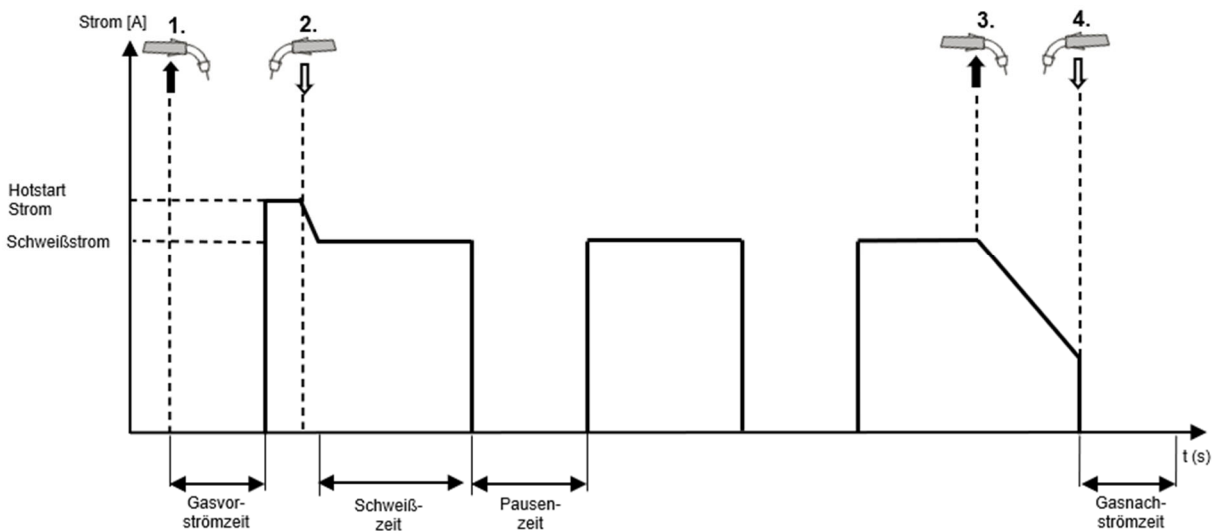 Strom [A]
1.
2.
3.
4.
Hotstart
Strom
Schweißstrom
t (s)
Gasvor-
strömzeit
Schweiß-
zeit
Pausen-
zeit
Gasnach-
strömzeit